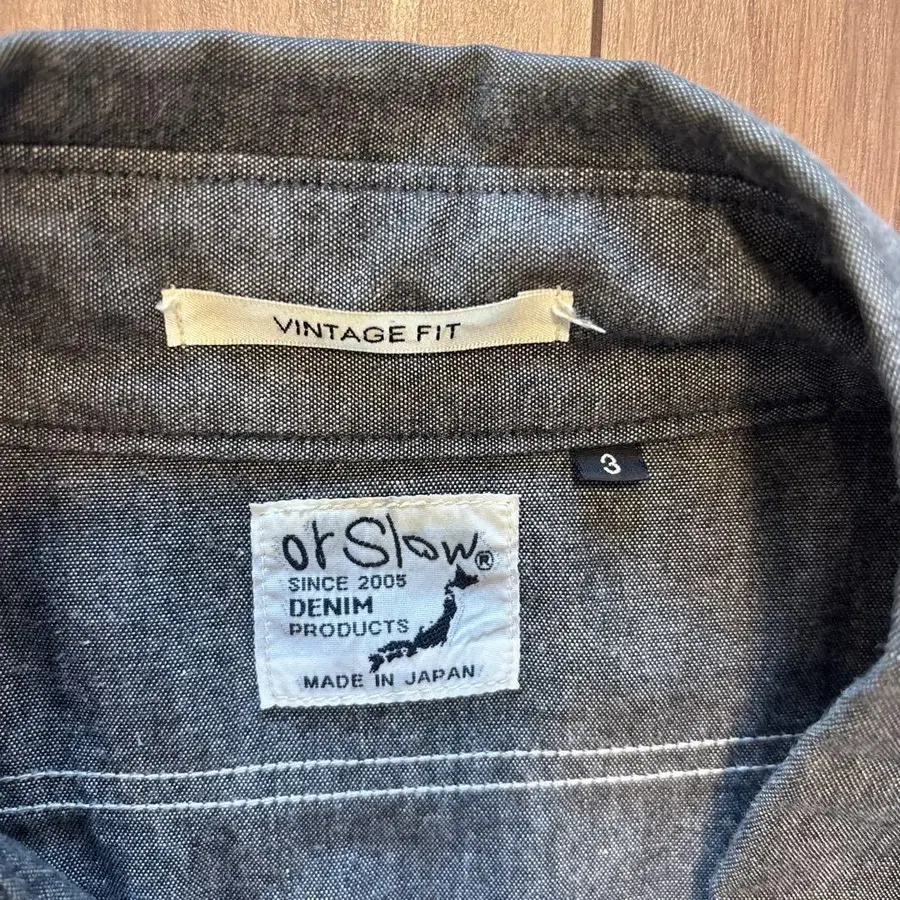 VINTAGE FIT
3
orSlow®
SINCE 2005
DENIM
PRODUCTS
MADE IN JAPAN